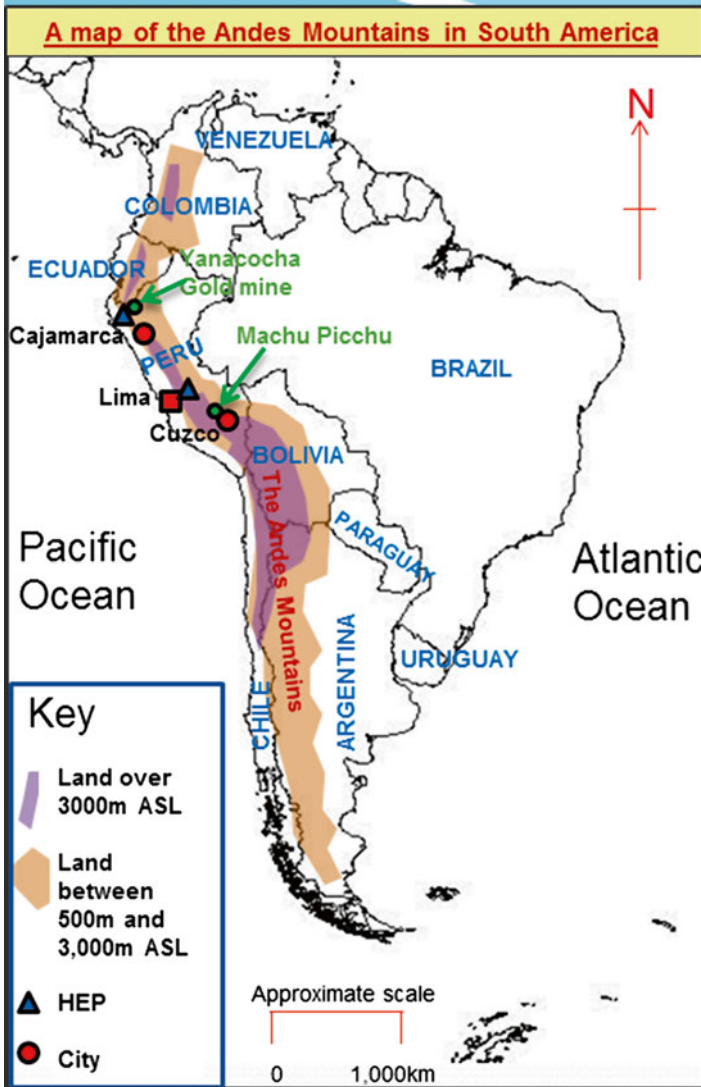 A map of the Andes Mountains in South America
N
VENEZUELA
COLOMBIA
ECUADOR
Yanacocha
Gold mine
Cajamarca
PERU
Machu Picchu
Lima
Cuzco
BRAZIL
BOLIVIA
The Andes Mountains
PARAGUAY
Pacific
Ocean
Atlantic
Ocean
CHILE
ARGENTINA
URUGUAY
Key
Land over
3000m ASL
Land
between
500m and
3,000m ASL
HEP
City
Approximate scale
0 1,000km